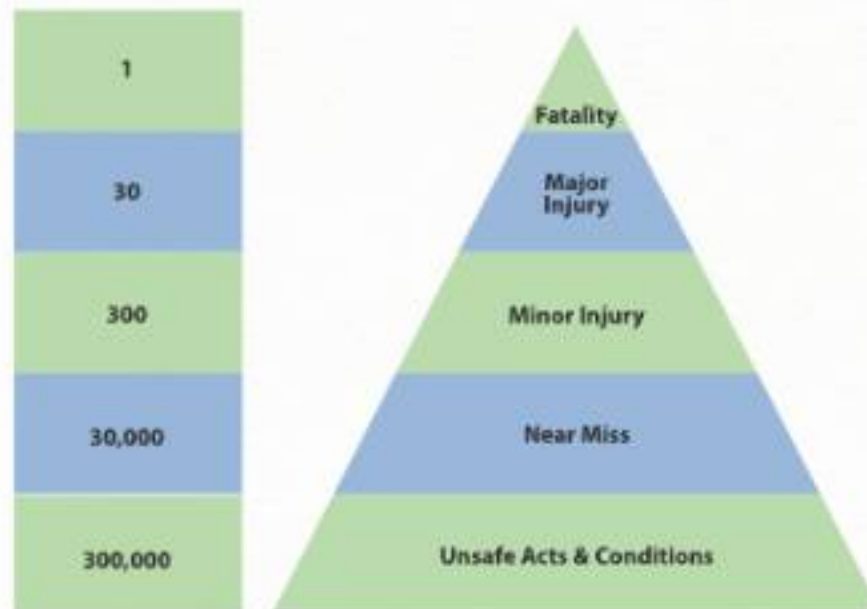 1
Fatality
30
Major
Injury
300
Minor Injury
30,000
Near Miss
300,000
Unsafe Acts & Conditions